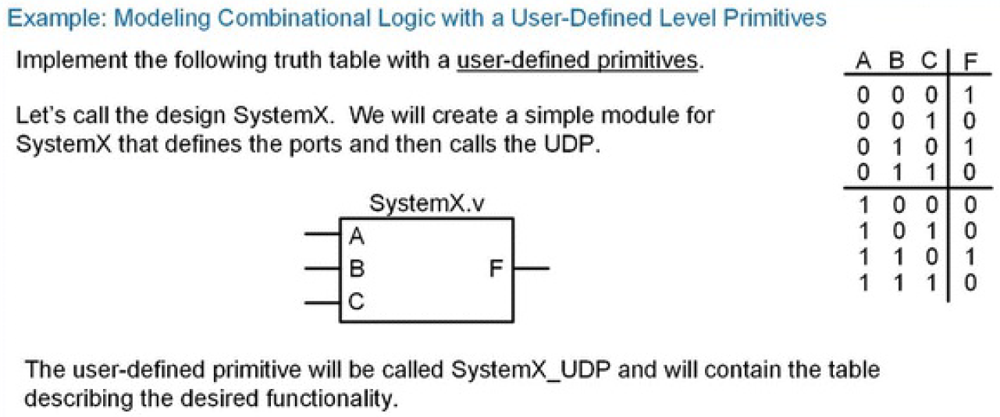 Example: Modeling Combinational Logic with a User-Defined Level Primitives
Implement the following truth table with a user-defined primitives.
Let's call the design SystemX. We will create a simple module for
SystemX that defines the ports and then calls the UDP.
A B C F
0 0 0 1
0 0 1 0
0 1 0 1
0 1 1 0
1 0 0 0
1 0 1 0
1 1 0 1
1 1 1 0
SystemX.v
A
B F
C
The user-defined primitive will be called SystemX_UDP and will contain the table
describing the desired functionality.